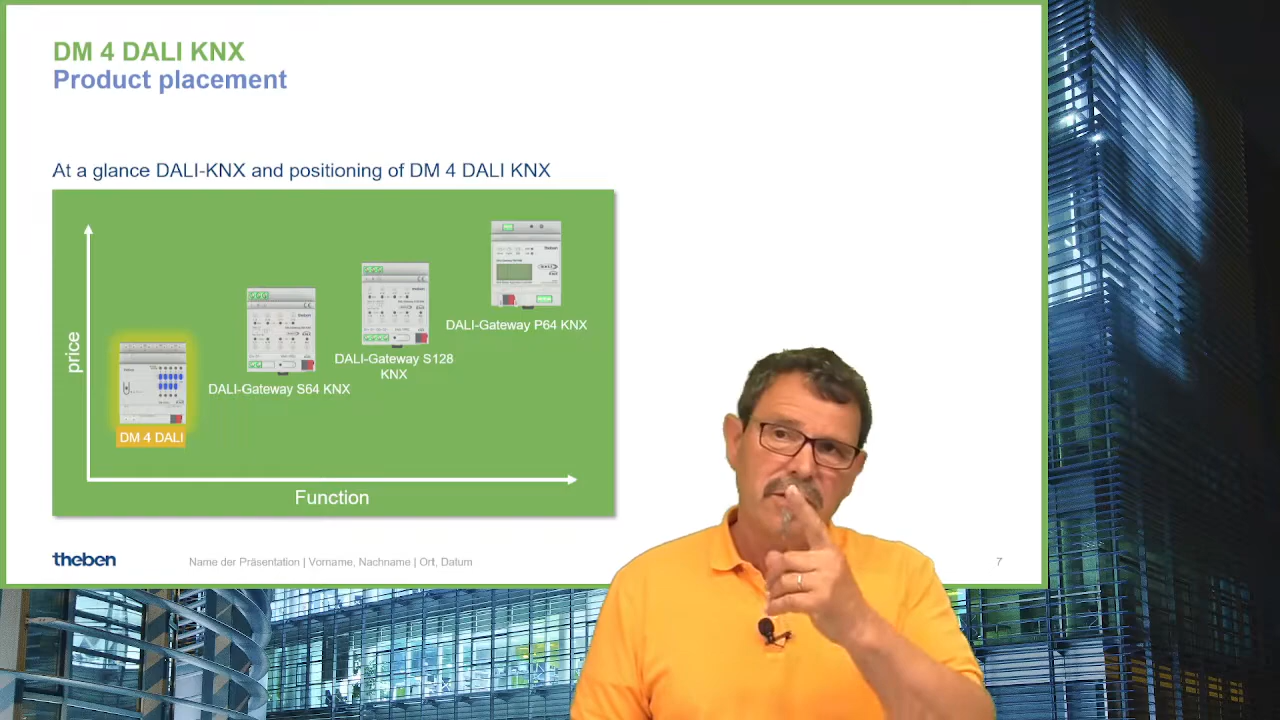 DM 4 DALI KNX
Product placement
At a glance DALI-KNX and positioning of DM 4 DALI KNX
price
DALI-Gateway P64 KNX
DALI-Gateway S128
KNX
DALI-Gateway S64 KNX
DM 4 DALI
Function
theben
Name der Präsentation | Vorname, Nachname | Ort, Datum
7